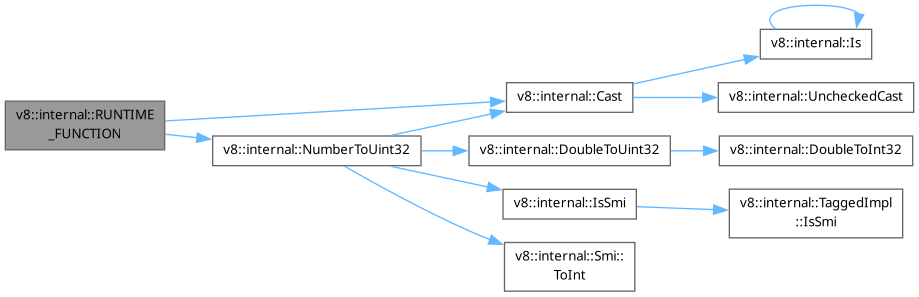 v8::internal::RUNTIME
_FUNCTION
v8::internal::NumberToUint32
v8::internal::Cast
v8::internal::DoubleToUint32
v8::internal::IsSmi
v8::internal::Smi::
ToInt
v8::internal::Is
v8::internal::UncheckedCast
v8::internal::DoubleToInt32
v8::internal::TaggedImpl
::IsSmi